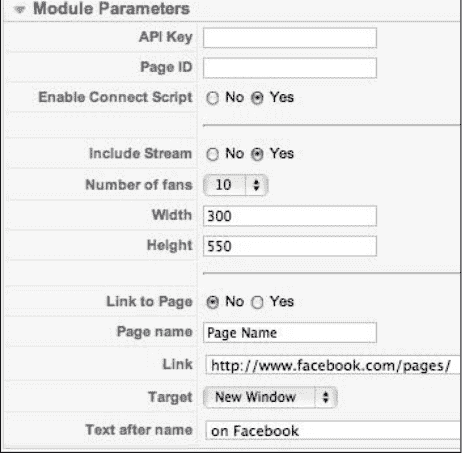 Module Parameters
API Key
Page ID
Enable Connect Script No Yes
Include Stream No Yes
Number of fans 10
Width 300
Height 550
Link to Page No Yes
Page name Page Name
Link http://www.facebook.com/pages/
Target New Window
Text after name on Facebook